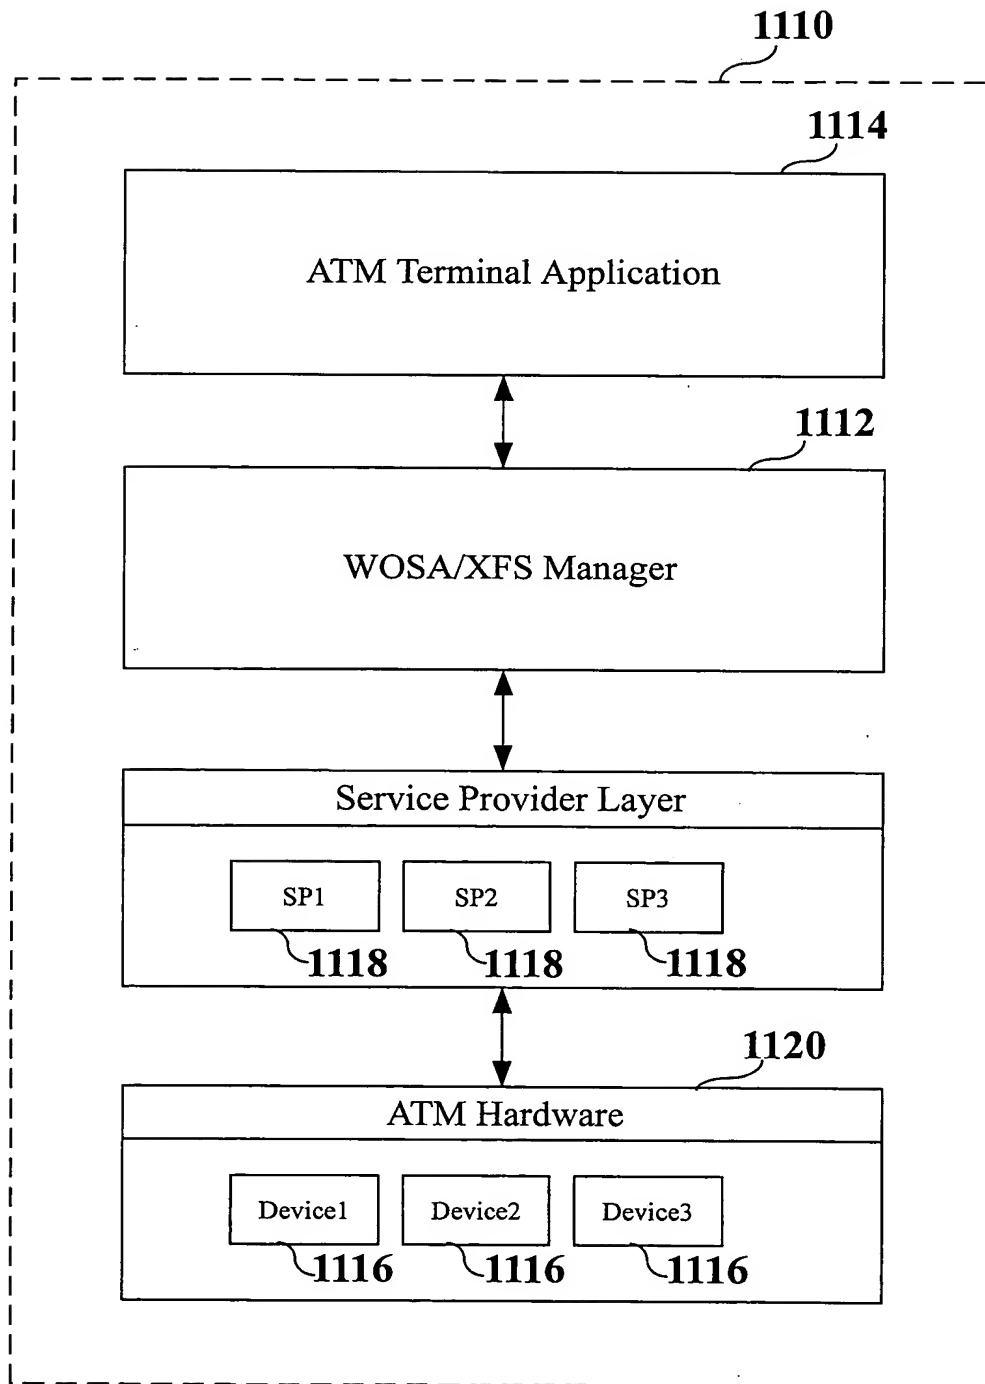 1110
1114
ATM Terminal Application
1112
WOSA/XFS Manager
Service Provider Layer
SP1 SP2 SP3
1118 1118 1118
1120
ATM Hardware
Device1 Device2 Device3
1116 1116 1116